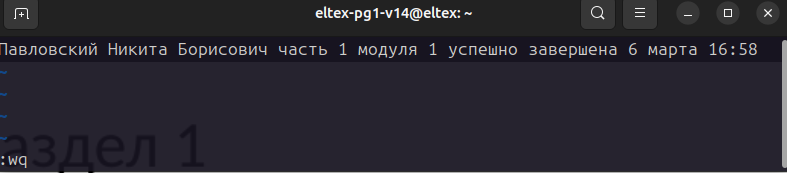 eltex-pg1-v14@eltex: ~
Павловский Никита Борисович часть 1 модуля 1 успешно завершена 6 марта 16:58
~
~
~
~
аздел 1
:wq